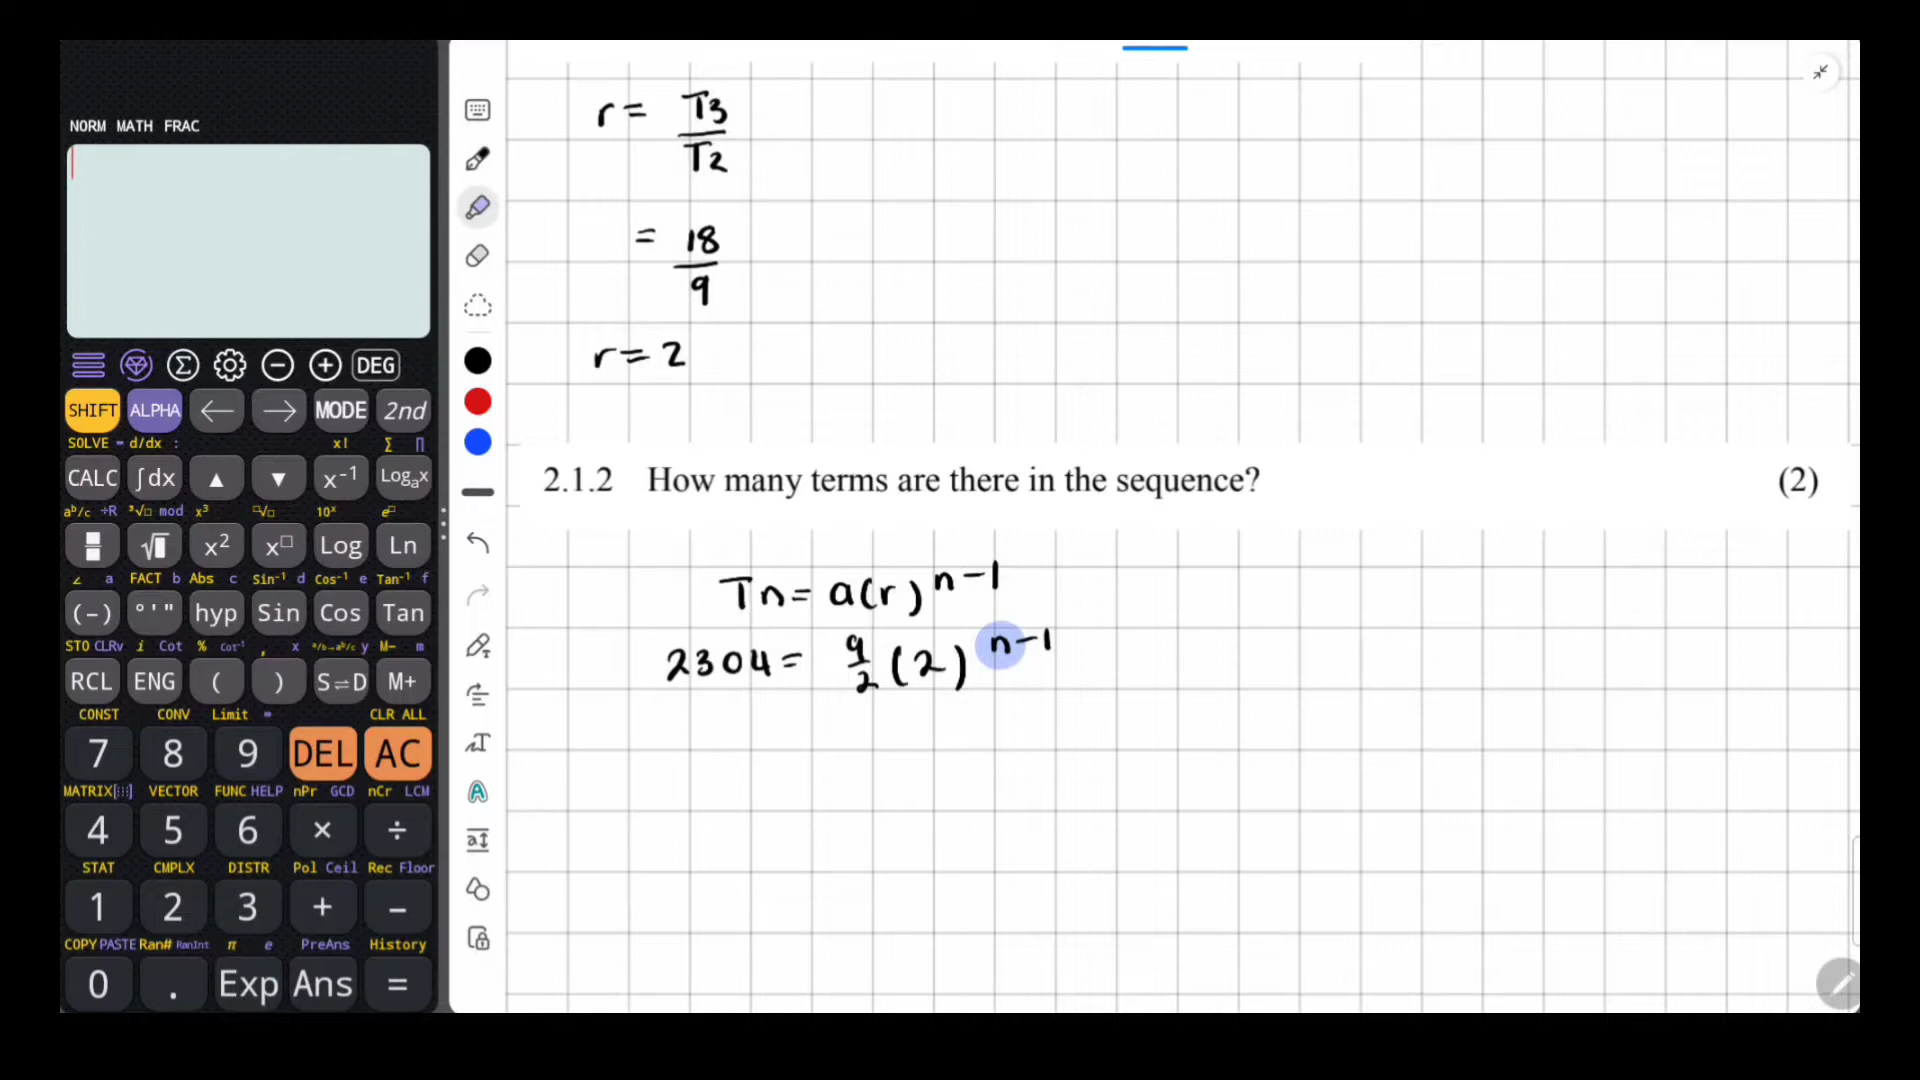 NORM MATH FRAC
DEG
SHIFT ALPHA ← → MODE 2nd
SOLVE = d/dx : x! Σ ∏
CALC ∫dx ▲ ▼ x⁻¹ Logₐx
aᵇ/c ÷R ³√□ mod x³ □√□ 10ˣ e□
√ x² x□ Log Ln
∠ a FACT b Abs c Sin⁻¹ d Cos⁻¹ e Tan⁻¹ f
(−) °'" hyp Sin Cos Tan
STO CLRv i Cot % Cot⁻¹ , x y M− m
RCL ENG ( ) S⇌D M+
CONST CONV Limit = CLR ALL
7 8 9 DEL AC
MATRIX VECTOR FUNC HELP nPr GCD nCr LCM
4 5 6 × ÷
STAT CMPLX DISTR Pol Ceil Rec Floor
1 2 3 + −
COPY PASTE Ran# RanInt π e PreAns History
0 . Exp Ans =
r = T3/T2
= 18/9
r = 2
2.1.2 How many terms are there in the sequence? (2)
Tn = a(r)^n-1
2304 = 9/2 (2)^n-1